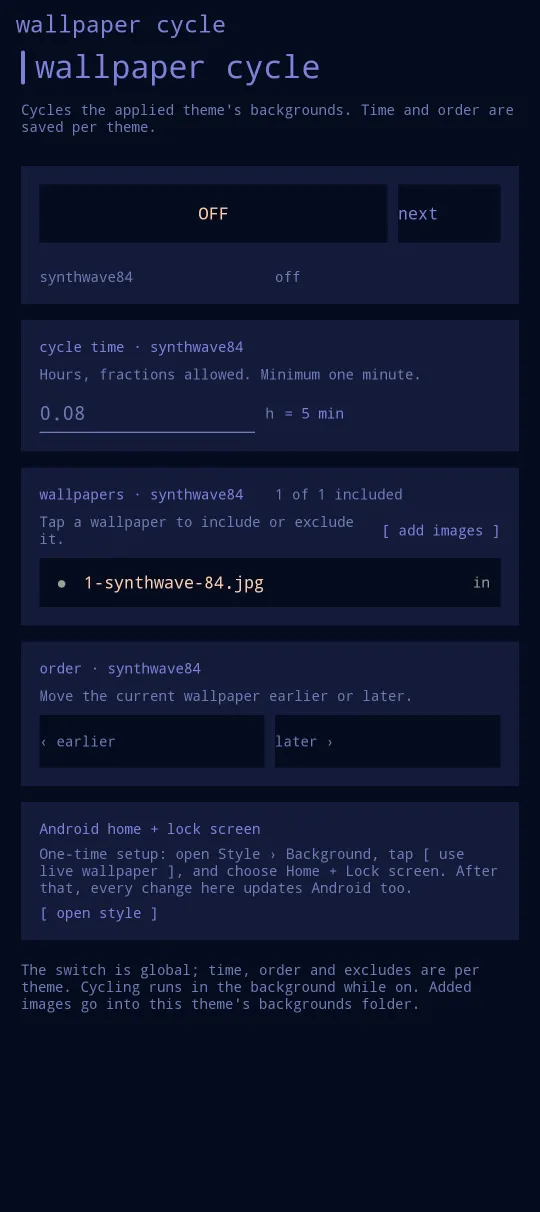 wallpaper cycle
wallpaper cycle
Cycles the applied theme's backgrounds. Time and order are
saved per theme.
OFF
next
synthwave84
off
cycle time · synthwave84
Hours, fractions allowed. Minimum one minute.
0.08
h = 5 min
wallpapers · synthwave84
1 of 1 included
Tap a wallpaper to include or exclude
it.
[ add images ]
● 1-synthwave-84.jpg
in
order · synthwave84
Move the current wallpaper earlier or later.
‹ earlier
later ›
Android home + lock screen
One-time setup: open Style › Background, tap [ use
live wallpaper ], and choose Home + Lock screen. After
that, every change here updates Android too.
[ open style ]
The switch is global; time, order and excludes are per
theme. Cycling runs in the background while on. Added
images go into this theme's backgrounds folder.